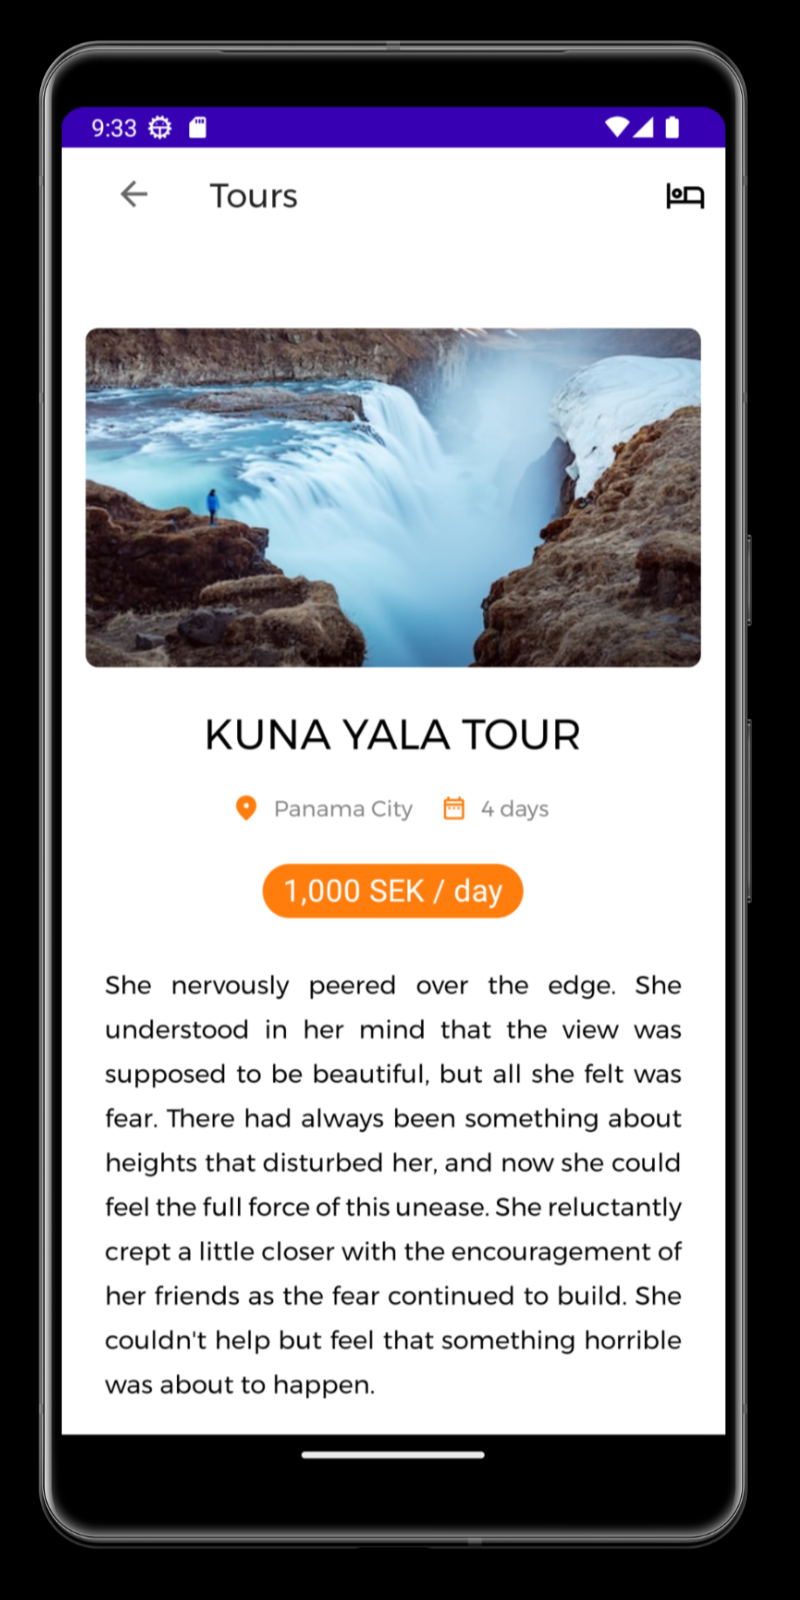 9:33
Tours
KUNA YALA TOUR
Panama City 4 days
1,000 SEK / day
She nervously peered over the edge. She
understood in her mind that the view was
supposed to be beautiful, but all she felt was
fear. There had always been something about
heights that disturbed her, and now she could
feel the full force of this unease. She reluctantly
crept a little closer with the encouragement of
her friends as the fear continued to build. She
couldn't help but feel that something horrible
was about to happen.